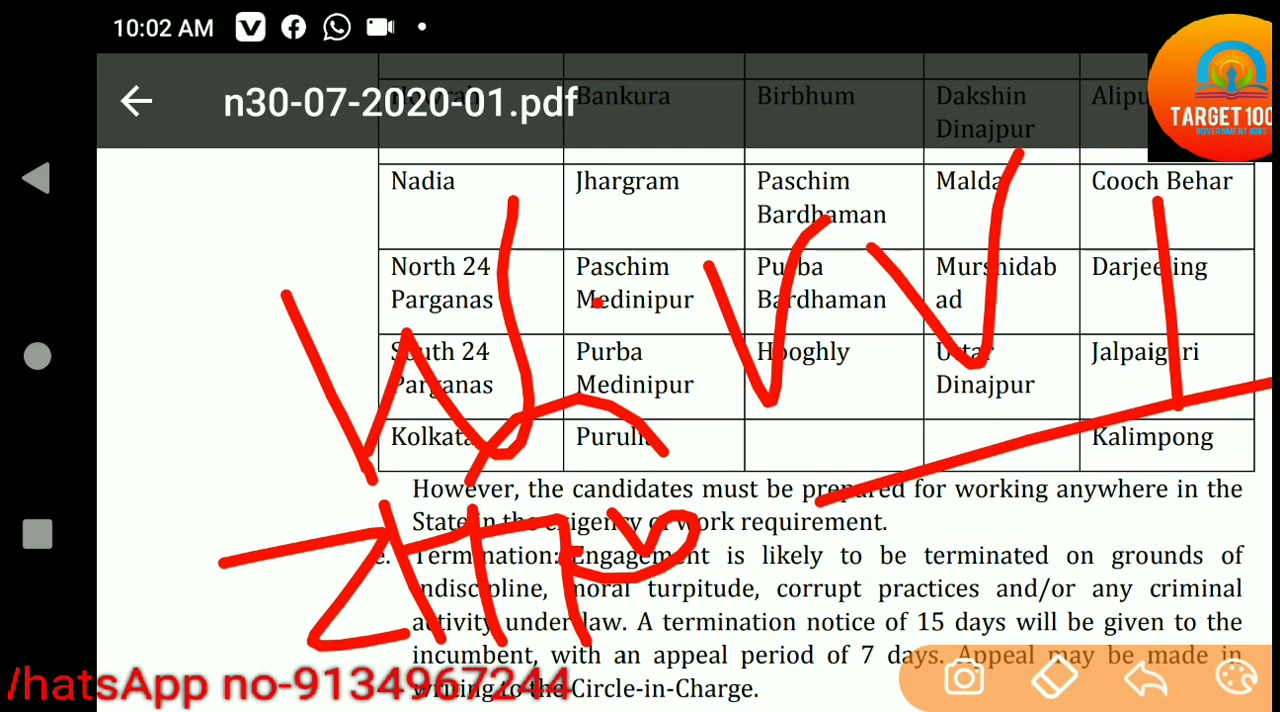 10:02 AM
n30-07-2020-01.pdf
Bankura Birbhum Dakshin Dinajpur
TARGET 100
GOVERNMENT JOBS
Nadia Jhargram Paschim Bardhaman Malda Cooch Behar
North 24 Parganas Paschim Medinipur Purba Bardhaman Murshidabad Darjeeling
South 24 Parganas Purba Medinipur Hooghly Uttar Dinajpur Jalpaiguri
Kolkata Purulia Kalimpong
However, the candidates must be prepared for working anywhere in the
State in the exigency of work requirement.
e. Termination: Engagement is likely to be terminated on grounds of
indiscipline, moral turpitude, corrupt practices and/or any criminal
activity under law. A termination notice of 15 days will be given to the
incumbent, with an appeal period of 7 days. Appeal may be made in
writing to the Circle-in-Charge.
WhatsApp no-9134967244